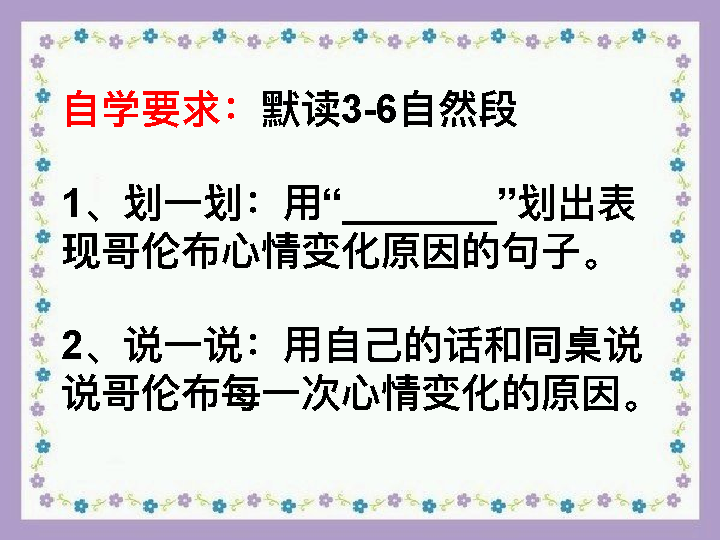 自学要求：默读3-6自然段
1、划一划：用“________”划出表
现哥伦布心情变化原因的句子。
2、说一说：用自己的话和同桌说
说哥伦布每一次心情变化的原因。